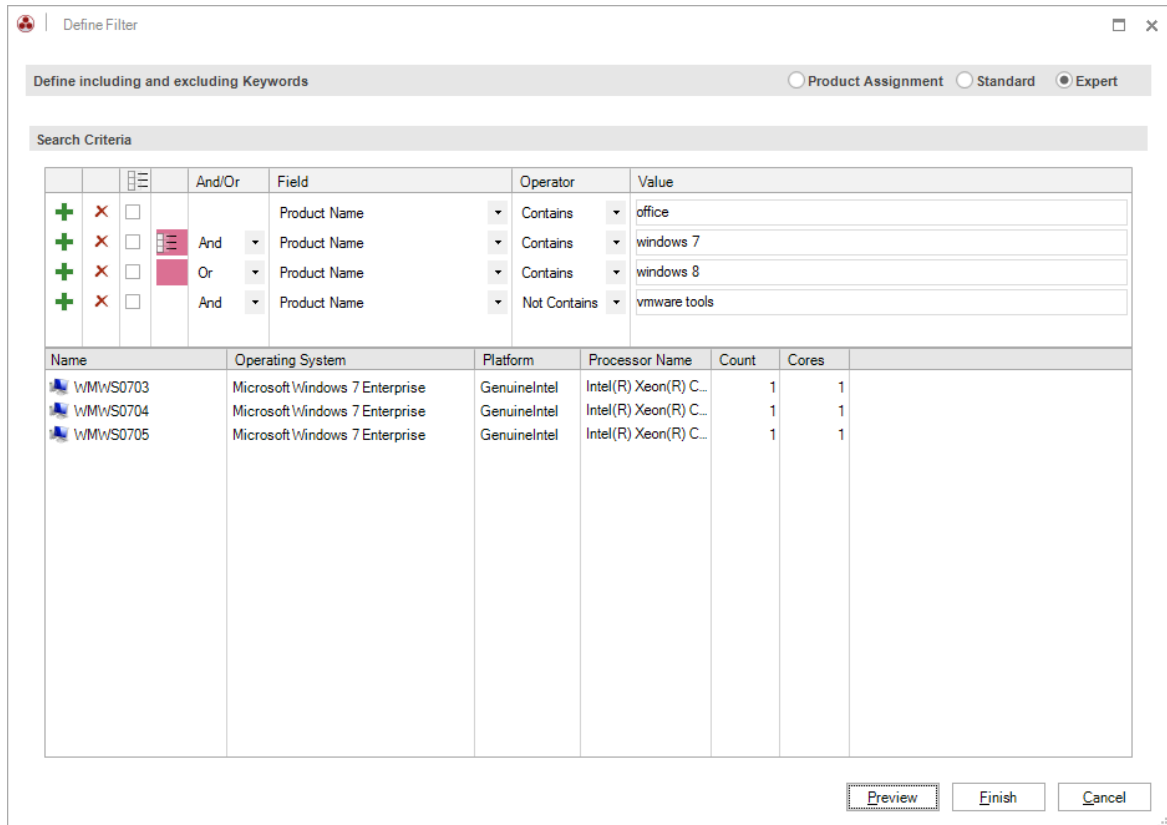 Define Filter
Define including and excluding Keywords Product Assignment Standard Expert
Search Criteria
And/Or Field Operator Value
Product Name Contains office
And Product Name Contains windows 7
Or Product Name Contains windows 8
And Product Name Not Contains vmware tools
Name Operating System Platform Processor Name Count Cores
WMWS0703 Microsoft Windows 7 Enterprise GenuineIntel Intel(R) Xeon(R) C... 1 1
WMWS0704 Microsoft Windows 7 Enterprise GenuineIntel Intel(R) Xeon(R) C... 1 1
WMWS0705 Microsoft Windows 7 Enterprise GenuineIntel Intel(R) Xeon(R) C... 1 1
Preview Finish Cancel